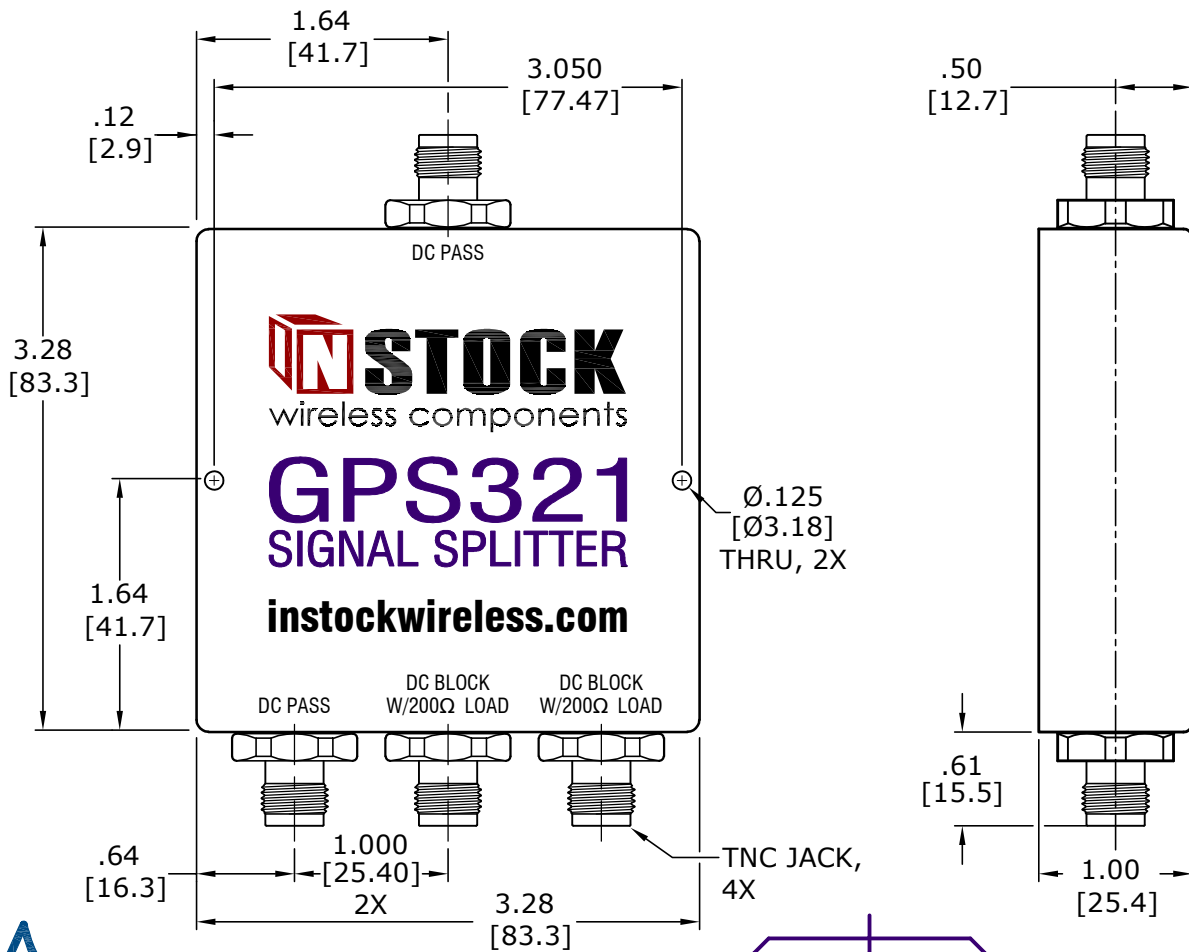 1.64
[41.7]
3.050
[77.47]
.50
[12.7]
.12
[2.9]
DC PASS
3.28
[83.3]
INSTOCK
wireless components
GPS321
SIGNAL SPLITTER
instockwireless.com
Ø.125
[Ø3.18]
THRU, 2X
1.64
[41.7]
DC PASS
DC BLOCK
W/200Ω LOAD
DC BLOCK
W/200Ω LOAD
.61
[15.5]
.64
[16.3]
1.000
[25.40]
2X
3.28
[83.3]
TNC JACK,
4X
1.00
[25.4]